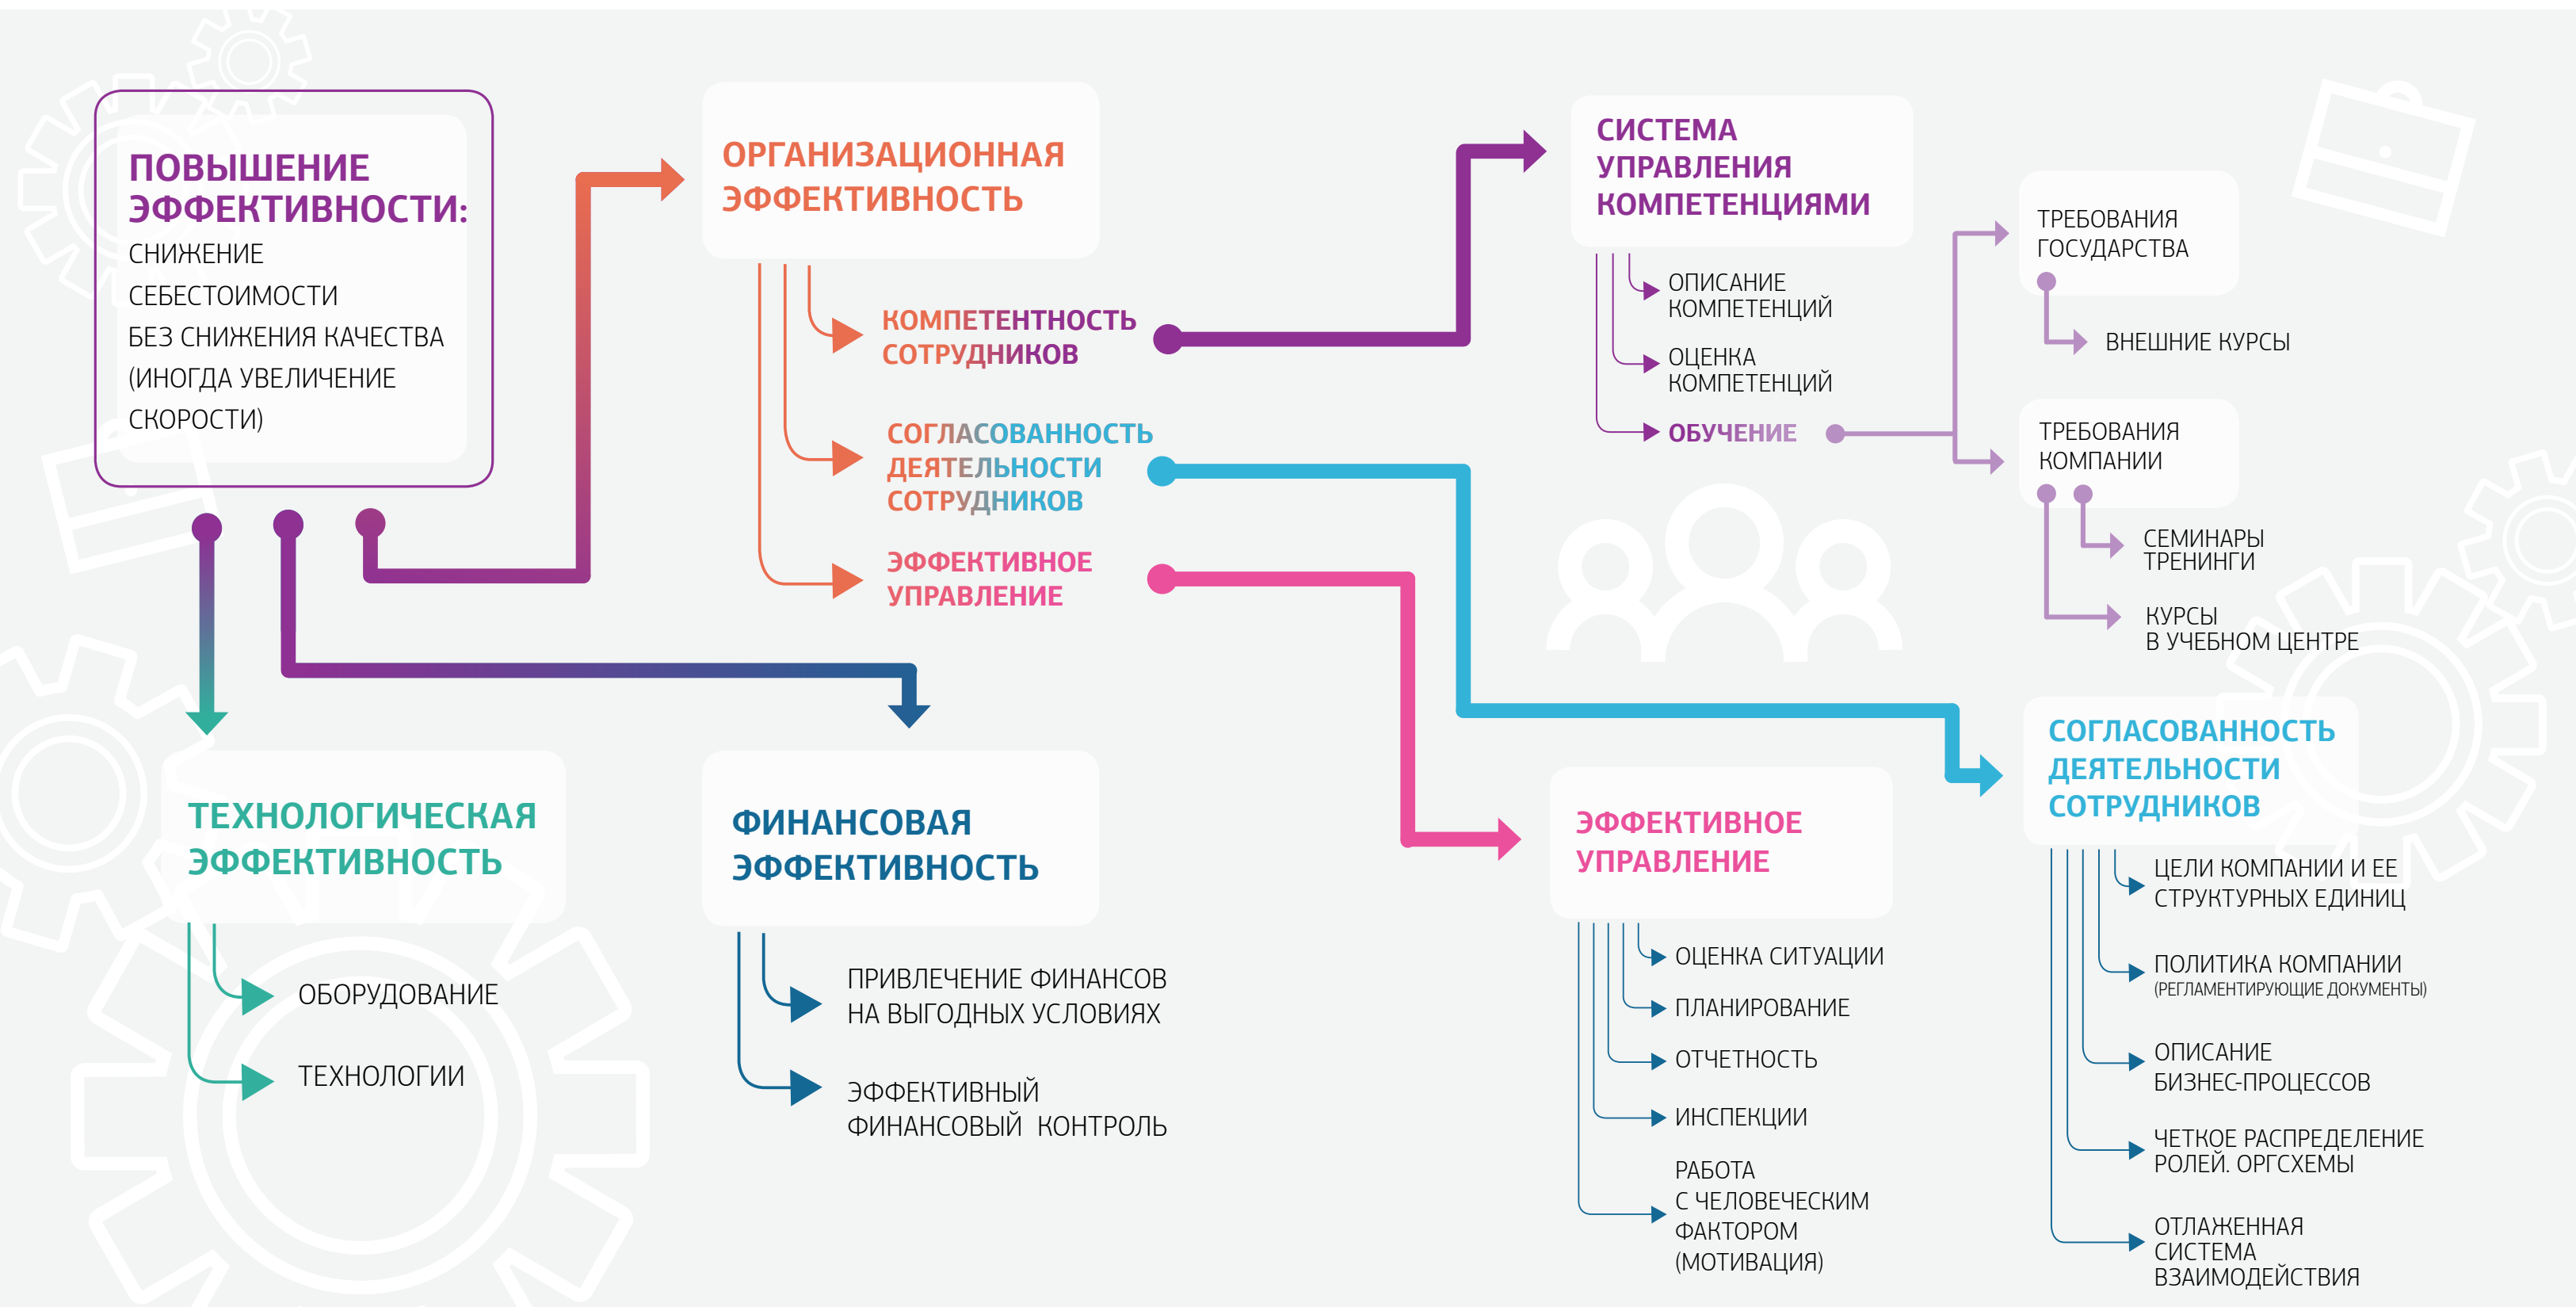 ПОВЫШЕНИЕ
ЭФФЕКТИВНОСТИ:
СНИЖЕНИЕ
СЕБЕСТОИМОСТИ
БЕЗ СНИЖЕНИЯ КАЧЕСТВА
(ИНОГДА УВЕЛИЧЕНИЕ
СКОРОСТИ)
ОРГАНИЗАЦИОННАЯ
ЭФФЕКТИВНОСТЬ
КОМПЕТЕНТНОСТЬ
СОТРУДНИКОВ
СОГЛАСОВАННОСТЬ
ДЕЯТЕЛЬНОСТИ
СОТРУДНИКОВ
ЭФФЕКТИВНОЕ
УПРАВЛЕНИЕ
СИСТЕМА
УПРАВЛЕНИЯ
КОМПЕТЕНЦИЯМИ
ОПИСАНИЕ
КОМПЕТЕНЦИЙ
ОЦЕНКА
КОМПЕТЕНЦИЙ
ОБУЧЕНИЕ
ТРЕБОВАНИЯ
ГОСУДАРСТВА
ВНЕШНИЕ КУРСЫ
ТРЕБОВАНИЯ
КОМПАНИИ
СЕМИНАРЫ
ТРЕНИНГИ
КУРСЫ
В УЧЕБНОМ ЦЕНТРЕ
ТЕХНОЛОГИЧЕСКАЯ
ЭФФЕКТИВНОСТЬ
ОБОРУДОВАНИЕ
ТЕХНОЛОГИИ
ФИНАНСОВАЯ
ЭФФЕКТИВНОСТЬ
ПРИВЛЕЧЕНИЕ ФИНАНСОВ
НА ВЫГОДНЫХ УСЛОВИЯХ
ЭФФЕКТИВНЫЙ
ФИНАНСОВЫЙ КОНТРОЛЬ
ЭФФЕКТИВНОЕ
УПРАВЛЕНИЕ
ОЦЕНКА СИТУАЦИИ
ПЛАНИРОВАНИЕ
ОТЧЕТНОСТЬ
ИНСПЕКЦИИ
РАБОТА
С ЧЕЛОВЕЧЕСКИМ
ФАКТОРОМ
(МОТИВАЦИЯ)
СОГЛАСОВАННОСТЬ
ДЕЯТЕЛЬНОСТИ
СОТРУДНИКОВ
ЦЕЛИ КОМПАНИИ И ЕЕ
СТРУКТУРНЫХ ЕДИНИЦ
ПОЛИТИКА КОМПАНИИ
(РЕГЛАМЕНТИРУЮЩИЕ ДОКУМЕНТЫ)
ОПИСАНИЕ
БИЗНЕС-ПРОЦЕССОВ
ЧЕТКОЕ РАСПРЕДЕЛЕНИЕ
РОЛЕЙ. ОРГСХЕМЫ
ОТЛАЖЕННАЯ
СИСТЕМА
ВЗАИМОДЕЙСТВИЯ